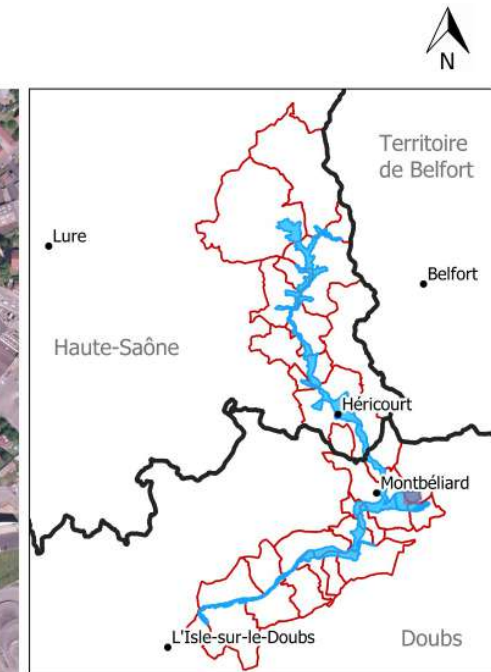 N
Territoire
de Belfort
Lure
Belfort
Haute-Saône
Héricourt
Montbéliard
L'Isle-sur-le-Doubs
Doubs